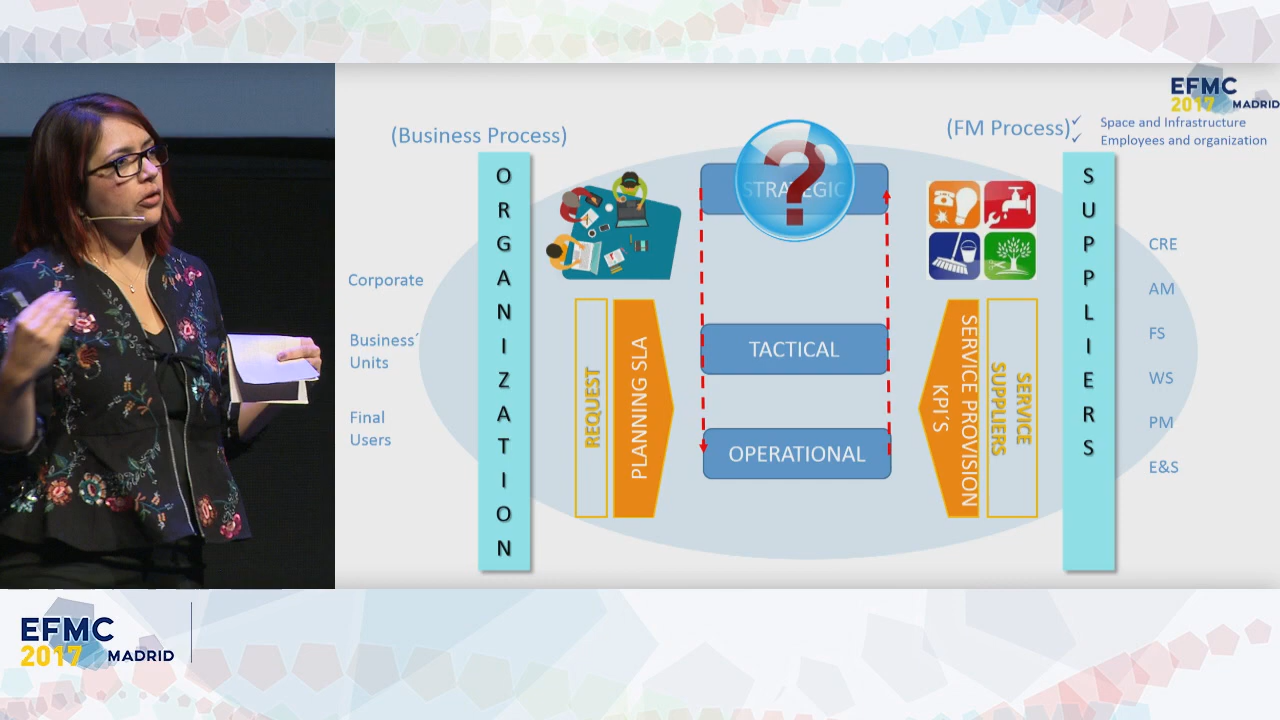 EFMC
2017 MADRID
(Business Process)
(FM Process)
✓ Space and Infrastructure
✓ Employees and organization
ORGANIZATION
STRATEGIC
SUPPLIERS
Corporate
Business´
Units
Final
Users
REQUEST
PLANNING SLA
TACTICAL
OPERATIONAL
SERVICE PROVISION
KPI´S
SERVICE
SUPPLIERS
CRE
AM
FS
WS
PM
E&S
EFMC
2017 MADRID